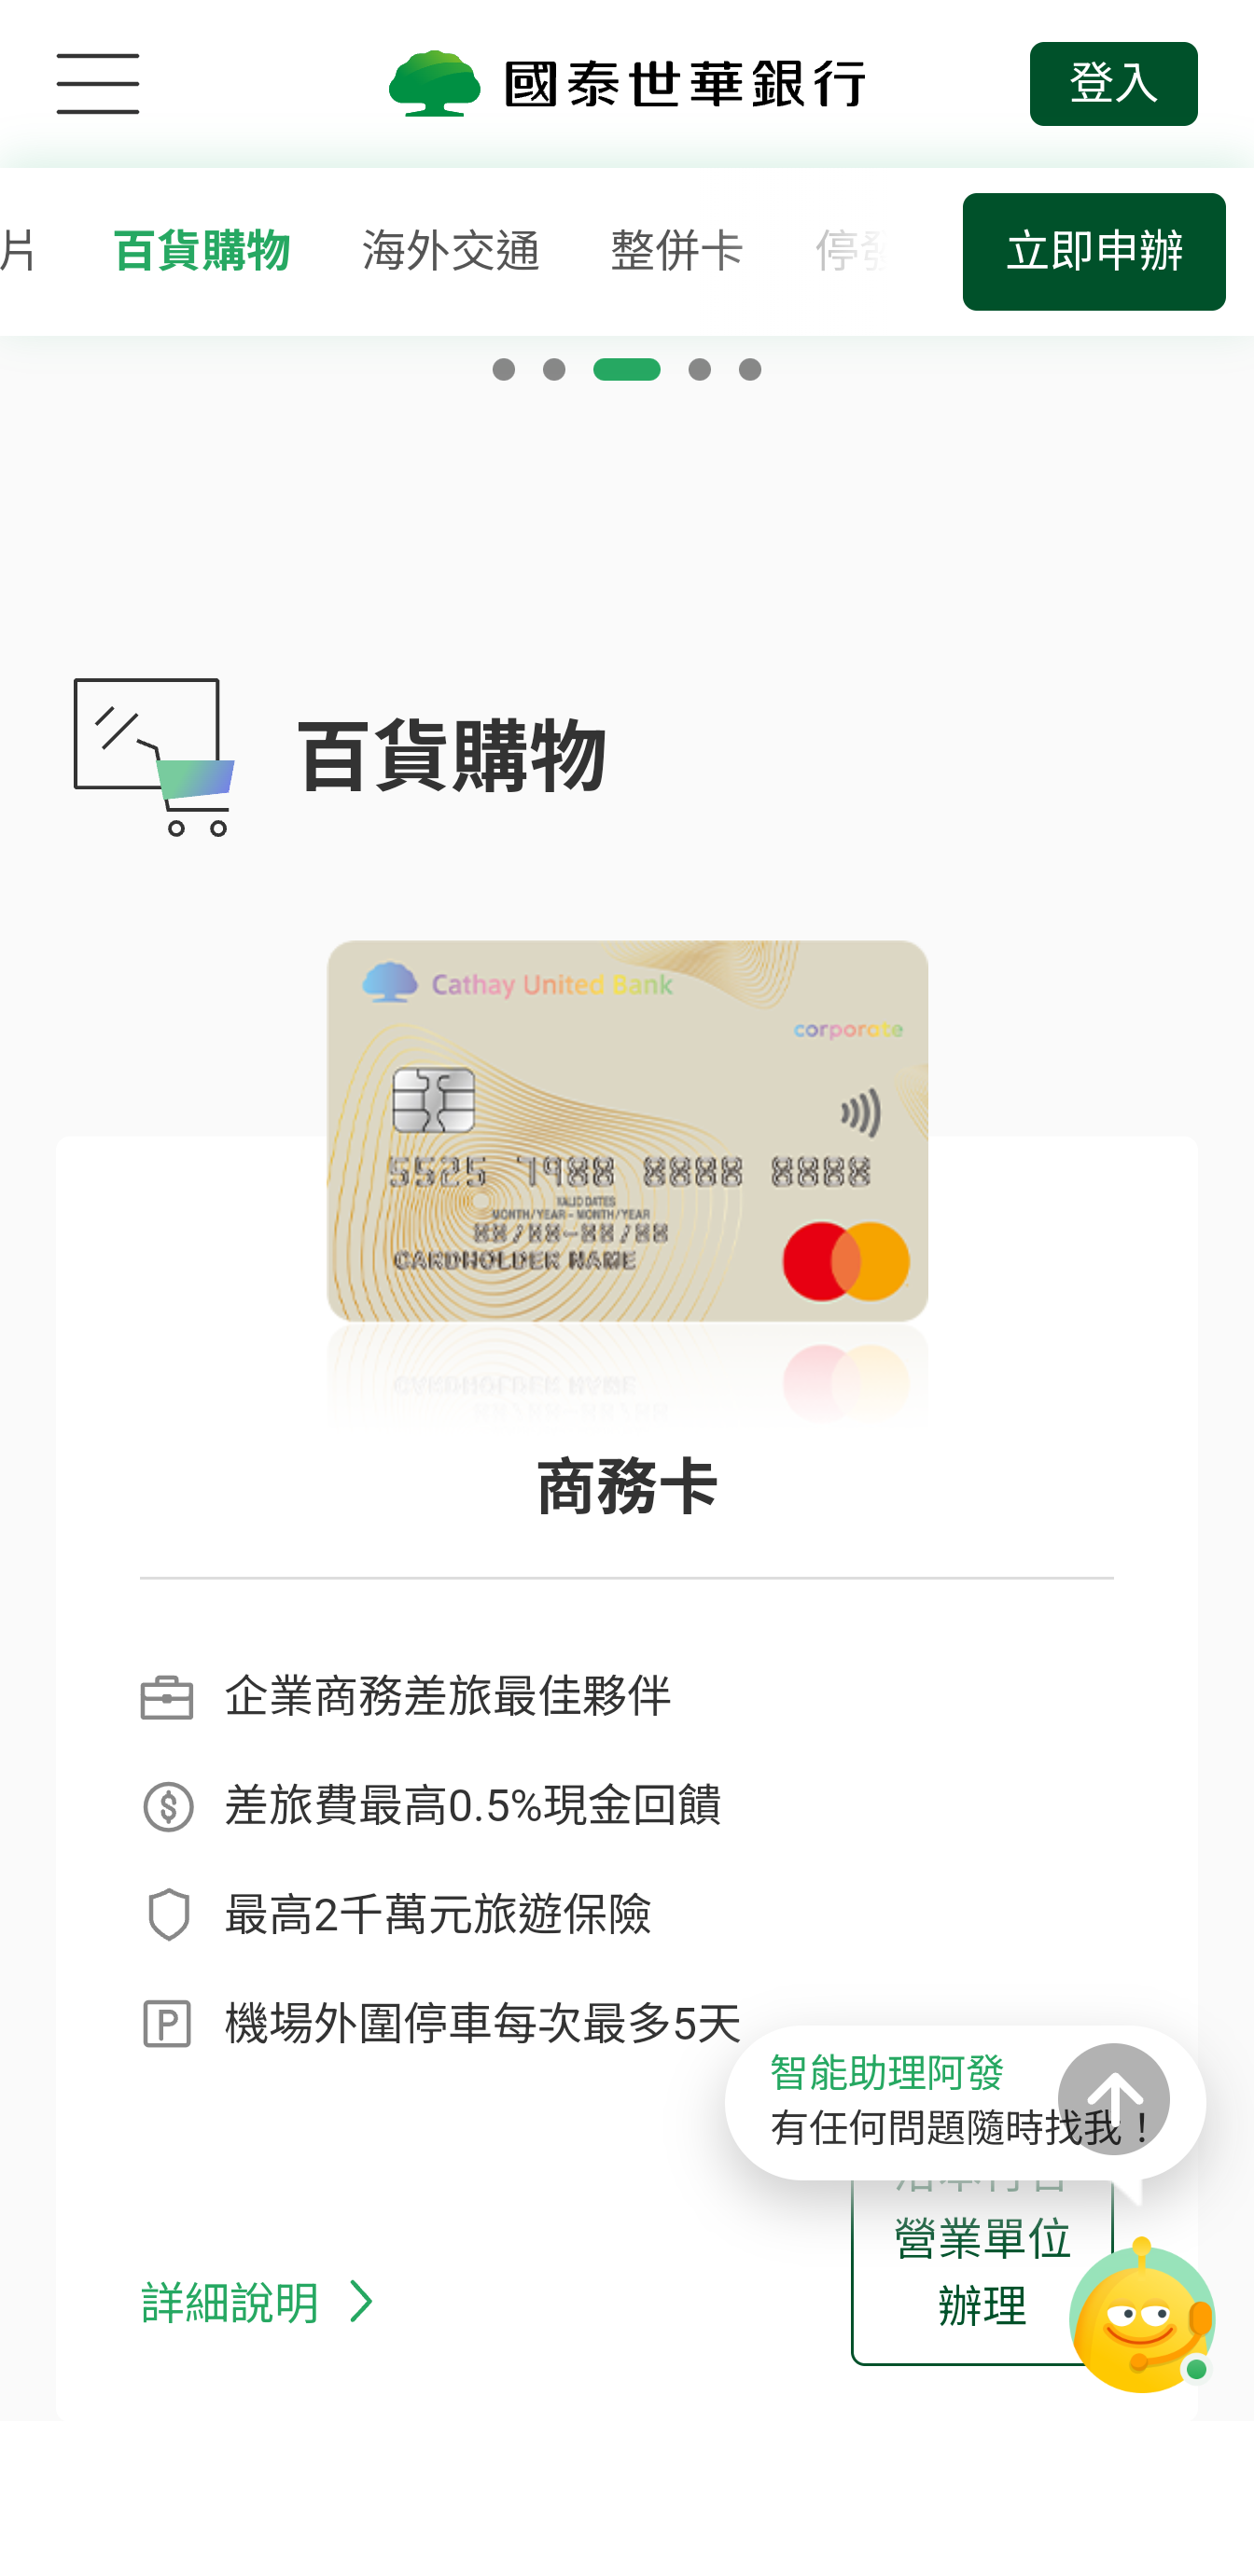 國泰世華銀行
登入
片
百貨購物
海外交通
整併卡
停發
立即申辦
百貨購物
Cathay United Bank
corporate
5525 7988 8888 8888
VALID DATES
MONTH/YEAR - MONTH/YEAR
88/88-88/88
CARDHOLDER NAME
商務卡
企業商務差旅最佳夥伴
差旅費最高0.5%現金回饋
最高2千萬元旅遊保險
機場外圍停車每次最多5天
智能助理阿發
有任何問題隨時找我！
營業單位
辦理
詳細說明